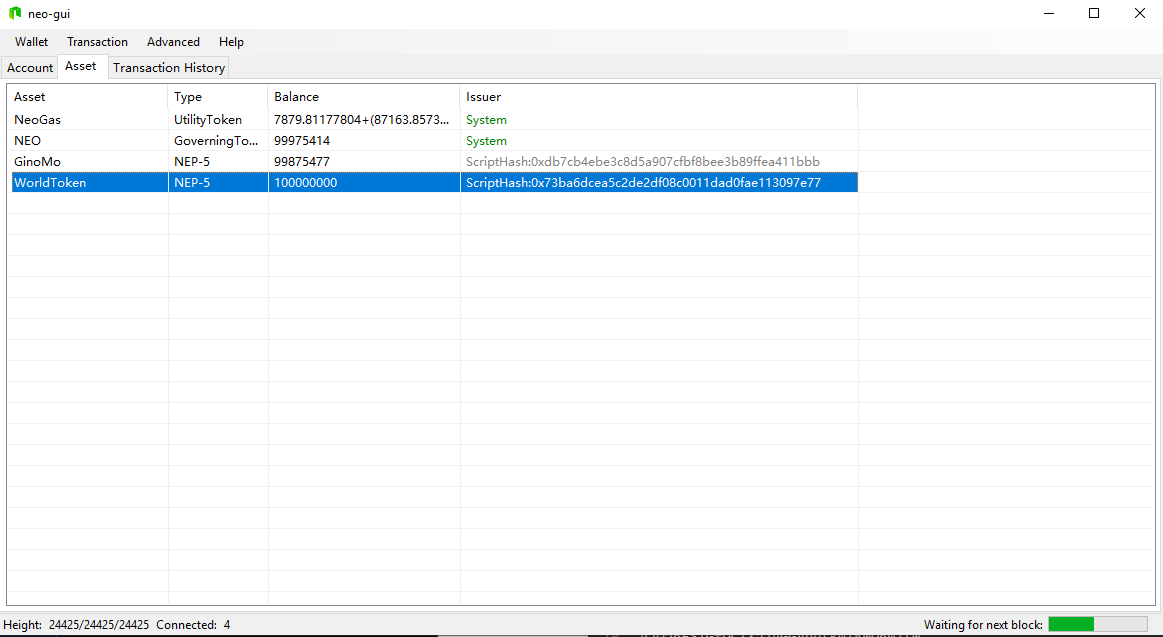 neo-gui
Wallet Transaction Advanced Help
Account Asset Transaction History
Asset Type Balance Issuer
NeoGas UtilityToken 7879.81177804+(87163.8573... System
NEO GoverningTo... 99975414 System
GinoMo NEP-5 99875477 ScriptHash:0xdb7cb4ebe3c8d5a907cfbf8bee3b89ffea411bbb
WorldToken NEP-5 100000000 ScriptHash:0x73ba6dcea5c2de2df08c0011dad0fae113097e77
Height: 24425/24425/24425 Connected: 4 Waiting for next block: